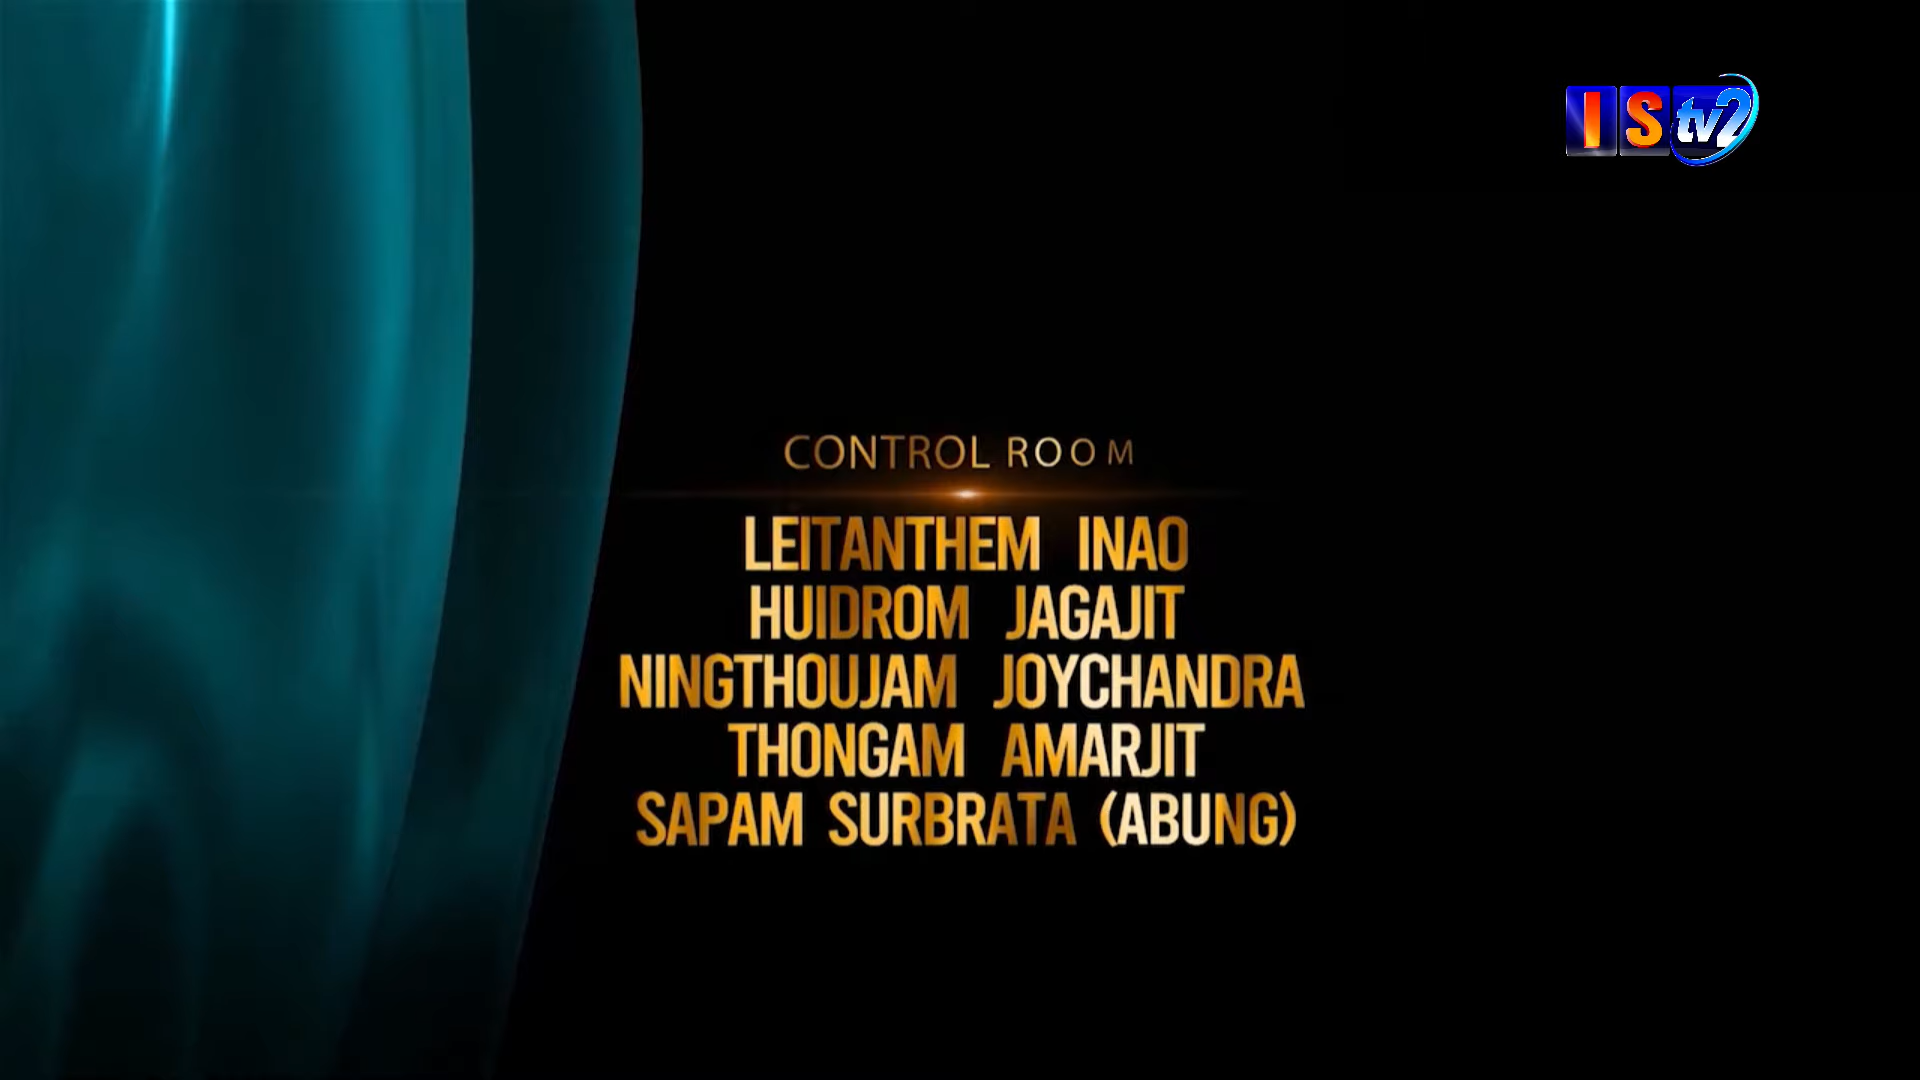 IStv2
CONTROL ROOM
LEITANTHEM INAO
HUIDROM JAGAJIT
NINGTHOUJAM JOYCHANDRA
THONGAM AMARJIT
SAPAM SURBRATA (ABUNG)